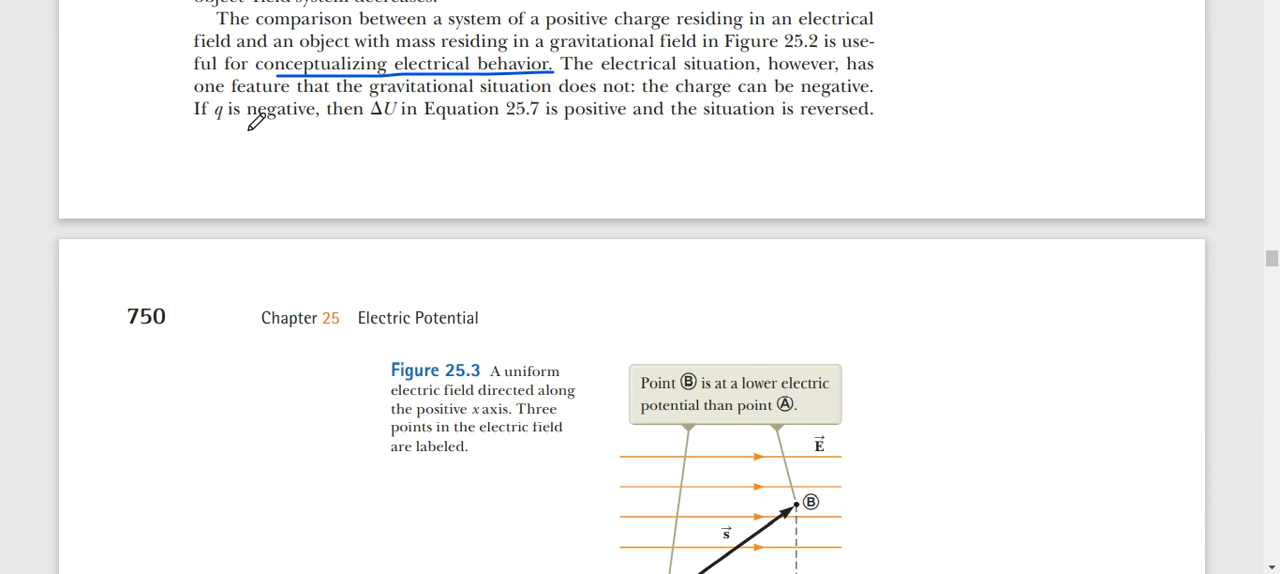 object–field system decreases.
The comparison between a system of a positive charge residing in an electrical
field and an object with mass residing in a gravitational field in Figure 25.2 is use-
ful for conceptualizing electrical behavior. The electrical situation, however, has
one feature that the gravitational situation does not: the charge can be negative.
If q is negative, then ΔU in Equation 25.7 is positive and the situation is reversed.
750 Chapter 25 Electric Potential
Figure 25.3 A uniform
electric field directed along
the positive x axis. Three
points in the electric field
are labeled.
Point Ⓑ is at a lower electric
potential than point Ⓐ.
E⃗
Ⓑ
s⃗